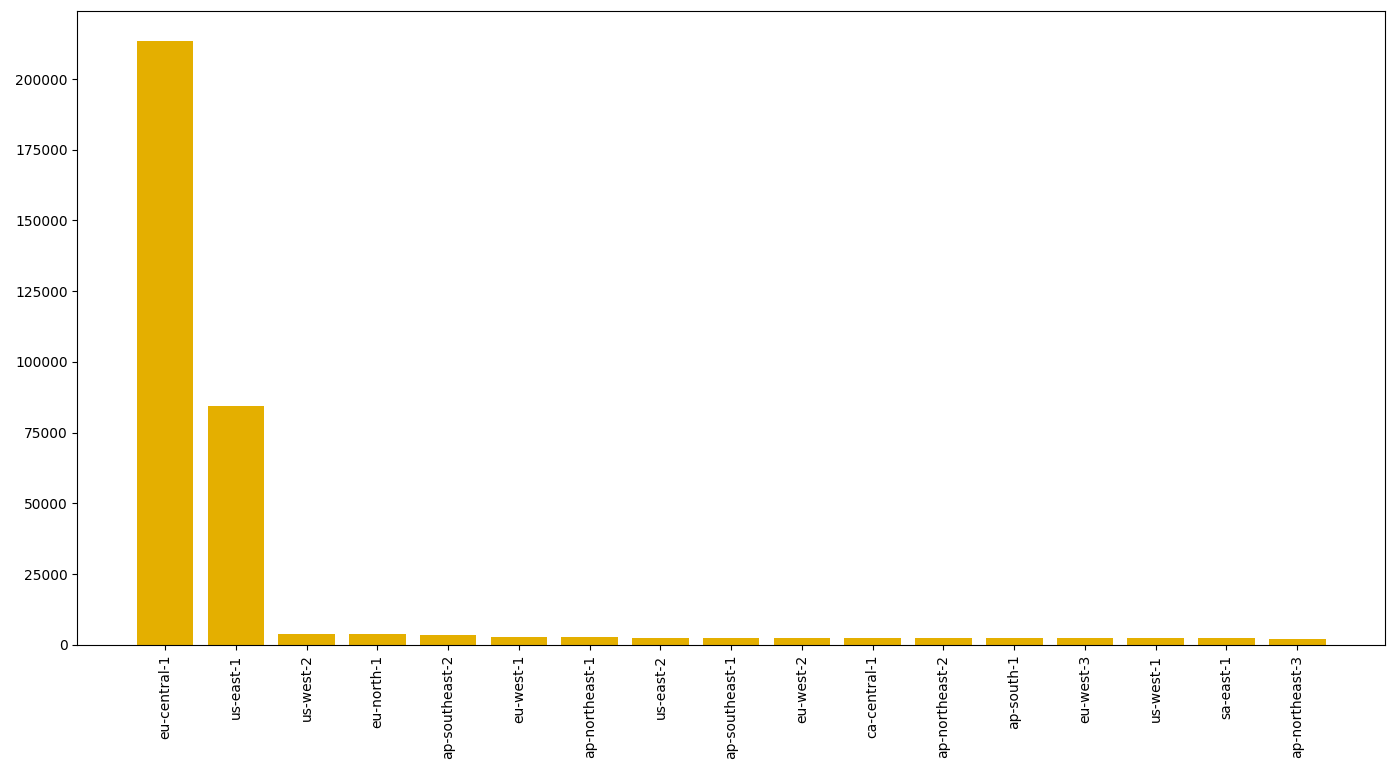 200000
175000
150000
125000
100000
75000
50000
25000
0
eu-central-1
us-east-1
us-west-2
eu-north-1
ap-southeast-2
eu-west-1
ap-northeast-1
us-east-2
ap-southeast-1
eu-west-2
ca-central-1
ap-northeast-2
ap-south-1
eu-west-3
us-west-1
sa-east-1
ap-northeast-3